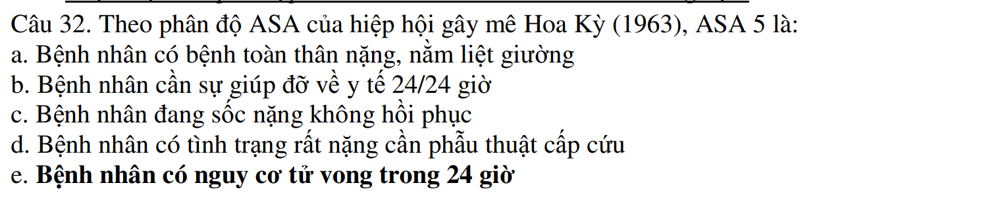 Câu 32. Theo phân độ ASA của hiệp hội gây mê Hoa Kỳ (1963), ASA 5 là:
a. Bệnh nhân có bệnh toàn thân nặng, nằm liệt giường
b. Bệnh nhân cần sự giúp đỡ về y tế 24/24 giờ
c. Bệnh nhân đang sốc nặng không hồi phục
d. Bệnh nhân có tình trạng rất nặng cần phẫu thuật cấp cứu
e. Bệnh nhân có nguy cơ tử vong trong 24 giờ